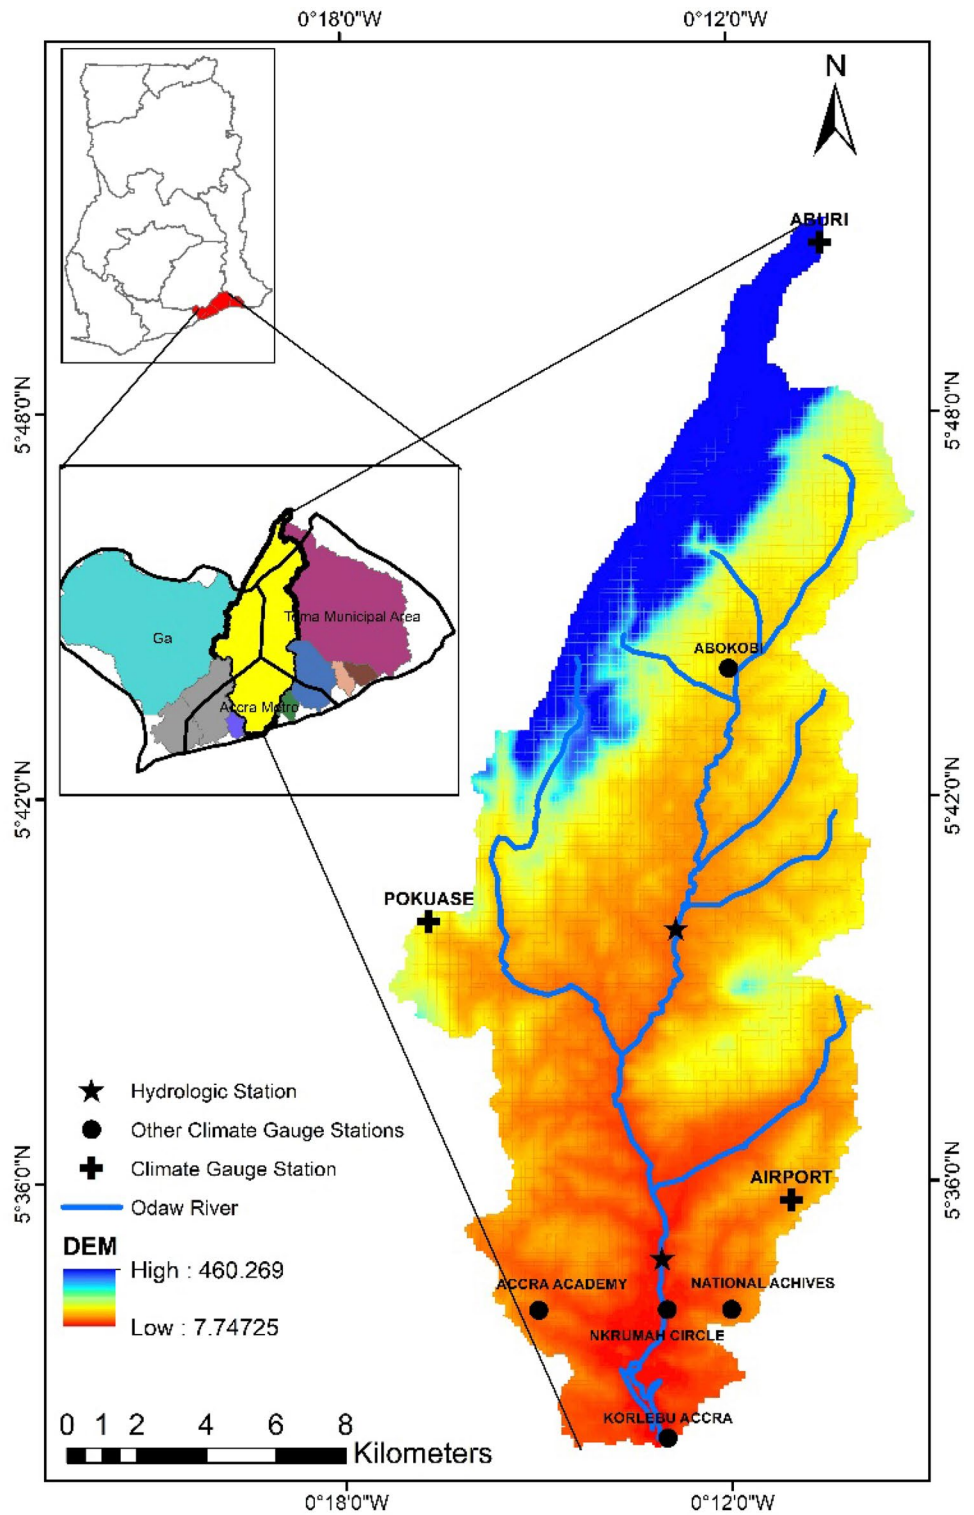 0°18'0"W
0°12'0"W
N
ABURI
5°48'0"N
5°48'0"N
Ga
Tema Municipal Area
Accra Metro
ABOKOBI
5°42'0"N
5°42'0"N
POKUASE
Hydrologic Station
Other Climate Gauge Stations
Climate Gauge Station
Odaw River
5°36'0"N
5°36'0"N
AIRPORT
DEM
High : 460.269
Low : 7.74725
ACCRA ACADEMY
NATIONAL ACHIVES
NKRUMAH CIRCLE
KORLEBU ACCRA
0 1 2 4 6 8
Kilometers
0°18'0"W
0°12'0"W